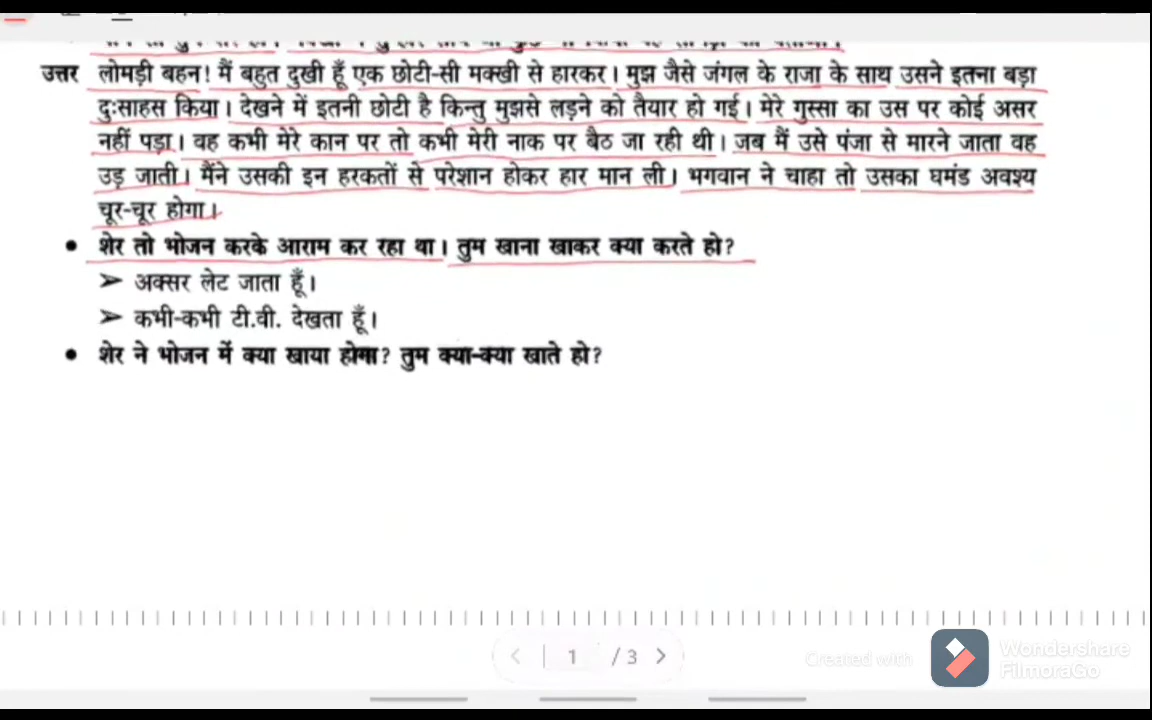 उत्तर लोमड़ी बहन! मैं बहुत दुखी हूँ एक छोटी-सी मक्खी से हारकर। मुझ जैसे जंगल के राजा के साथ उसने इतना बड़ा
दुःसाहस किया। देखने में इतनी छोटी है किन्तु मुझसे लड़ने को तैयार हो गई। मेरे गुस्सा का उस पर कोई असर
नहीं पड़ा। वह कभी मेरे कान पर तो कभी मेरी नाक पर बैठ जा रही थी। जब मैं उसे पंजा से मारने जाता वह
उड़ जाती। मैंने उसकी इन हरकतों से परेशान होकर हार मान ली। भगवान ने चाहा तो उसका घमंड अवश्य
चूर-चूर होगा।
• शेर तो भोजन करके आराम कर रहा था। तुम खाना खाकर क्या करते हो?
➢ अक्सर लेट जाता हूँ।
➢ कभी-कभी टी.वी. देखता हूँ।
• शेर ने भोजन में क्या खाया होगा? तुम क्या-क्या खाते हो?
< | 1 / 3 >
Created with Wondershare
FilmoraGo